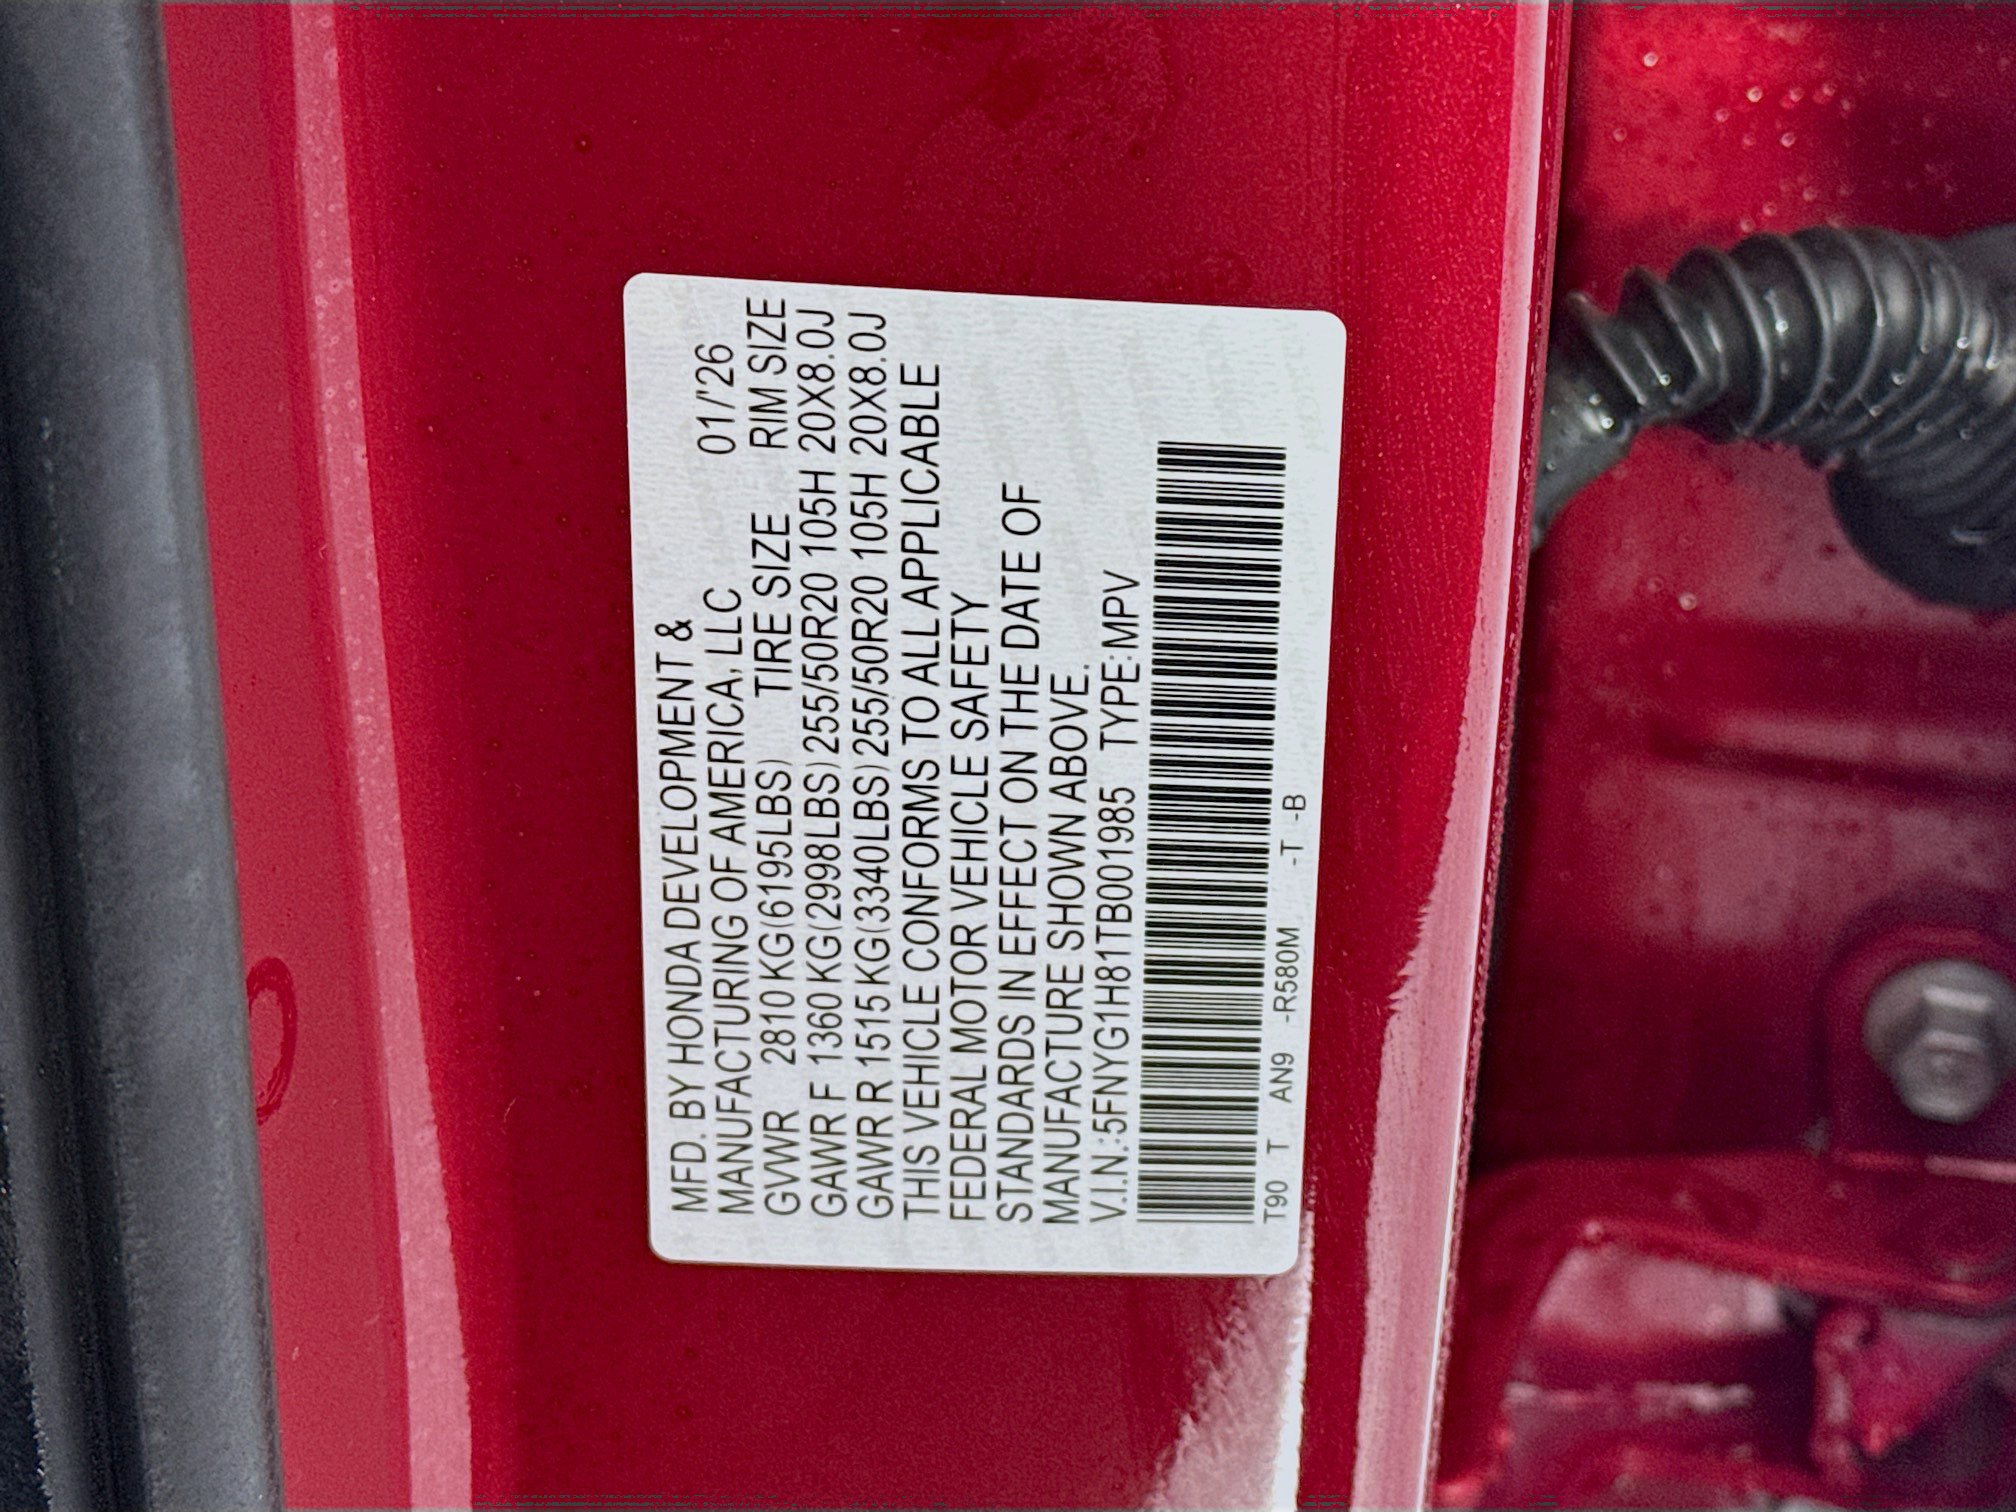 MFD. BY HONDA DEVELOPMENT &
MANUFACTURING OF AMERICA, LLC 01/'26
GVWR 2810 KG(6195LBS) TIRE SIZE RIM SIZE
GAWR F 1360 KG(2998LBS) 255/50R20 105H 20X8.0J
GAWR R 1515 KG(3340LBS) 255/50R20 105H 20X8.0J
THIS VEHICLE CONFORMS TO ALL APPLICABLE
FEDERAL MOTOR VEHICLE SAFETY
STANDARDS IN EFFECT ON THE DATE OF
MANUFACTURE SHOWN ABOVE.
V.I.N.:5FNYG1H81TB001985 TYPE:MPV
T90 T AN9 -R580M -T -B